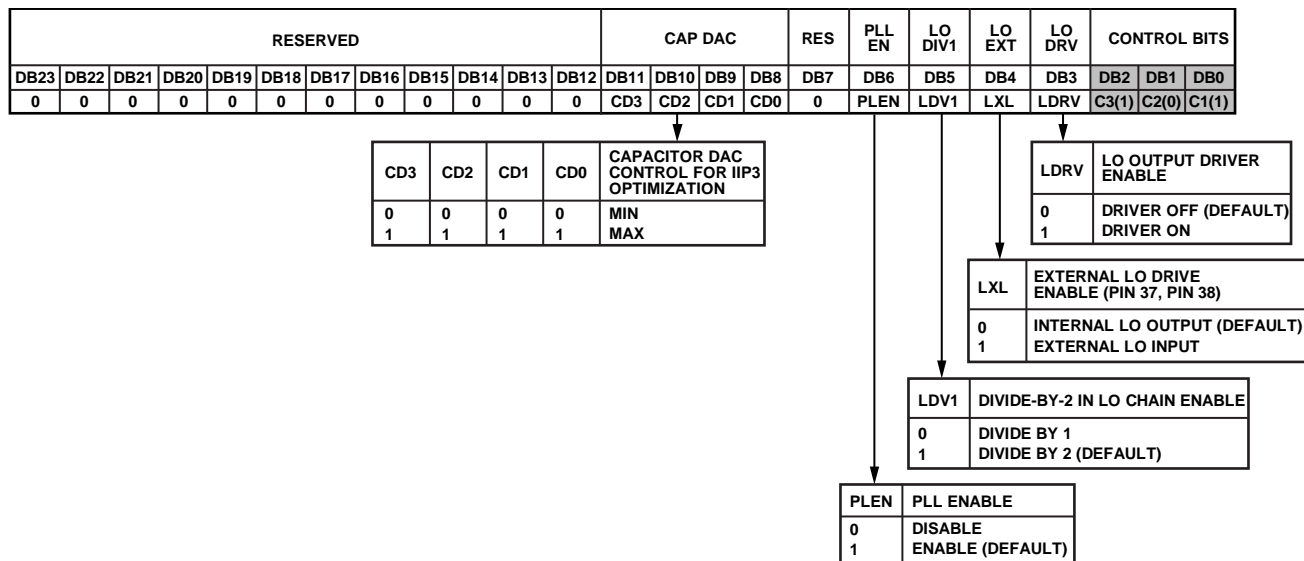 RESERVED CAP DAC RES PLL EN LO DIV1 LO EXT LO DRV CONTROL BITS
DB23 DB22 DB21 DB20 DB19 DB18 DB17 DB16 DB15 DB14 DB13 DB12 DB11 DB10 DB9 DB8 DB7 DB6 DB5 DB4 DB3 DB2 DB1 DB0
0 0 0 0 0 0 0 0 0 0 0 0 CD3 CD2 CD1 CD0 0 PLEN LDV1 LXL LDRV C3(1) C2(0) C1(1)
CD3 CD2 CD1 CD0 CAPACITOR DAC
CONTROL FOR IIP3
OPTIMIZATION
0 0 0 0 MIN
1 1 1 1 MAX
LDRV LO OUTPUT DRIVER
ENABLE
0 DRIVER OFF (DEFAULT)
1 DRIVER ON
LXL EXTERNAL LO DRIVE
ENABLE (PIN 37, PIN 38)
0 INTERNAL LO OUTPUT (DEFAULT)
1 EXTERNAL LO INPUT
LDV1 DIVIDE-BY-2 IN LO CHAIN ENABLE
0 DIVIDE BY 1
1 DIVIDE BY 2 (DEFAULT)
PLEN PLL ENABLE
0 DISABLE
1 ENABLE (DEFAULT)